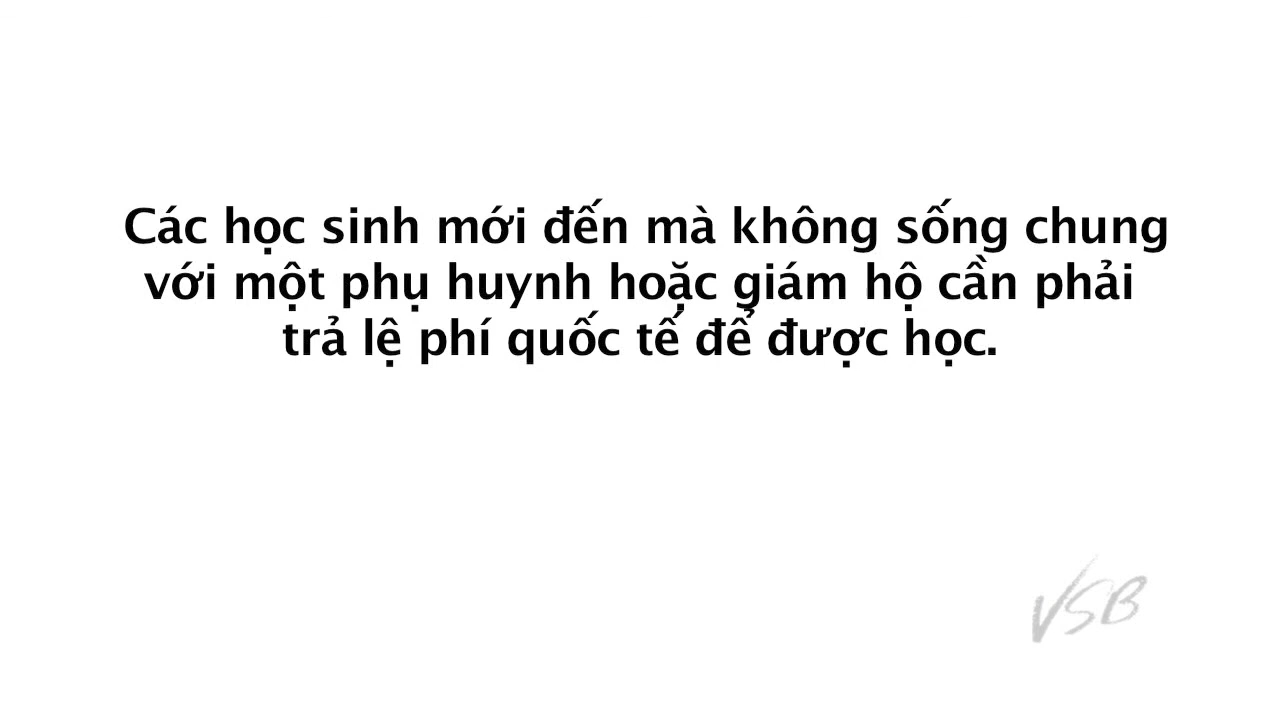 Các học sinh mới đến mà không sống chung
với một phụ huynh hoặc giám hộ cần phải
trả lệ phí quốc tế để được học.
VSB